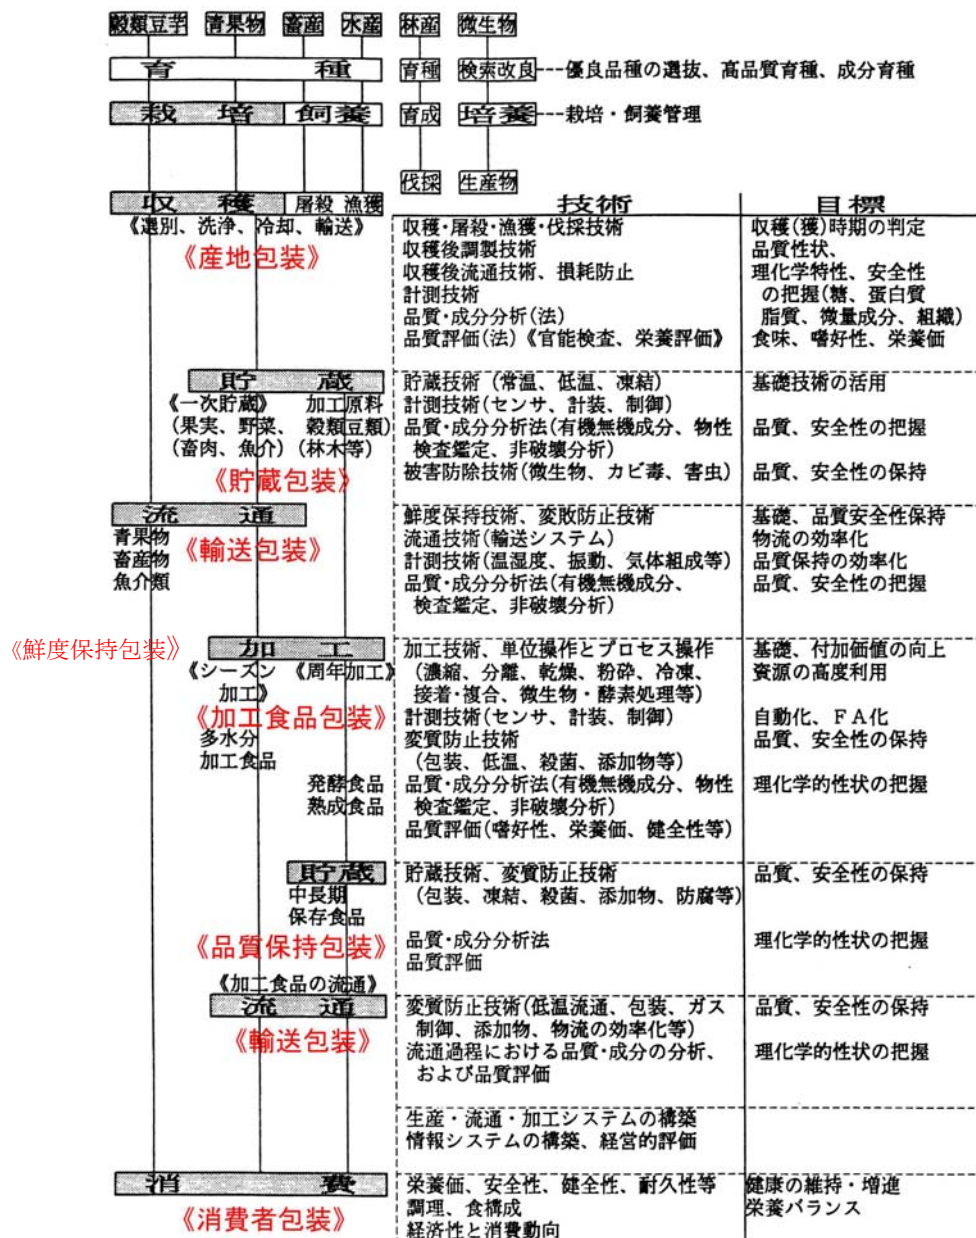 穀類豆芋 青果物 畜産 水産 林産 微生物
育種 育種 検索改良---優良品種の選抜、高品質育種、成分育種
栽培 飼養 育成 培養---栽培・飼養管理
伐採 生産物
収穫 屠殺 漁獲 技術 目標
《選別、洗浄、冷却、輸送》
《産地包装》
収穫・屠殺・漁獲・伐採技術 収穫(獲)時期の判定
収穫後調製技術 品質性状、
収穫後流通技術、損耗防止 理化学特性、安全性
計測技術 の把握(糖、蛋白質
品質・成分分析(法) 脂質、微量成分、組織)
品質評価(法)《官能検査、栄養評価》 食味、嗜好性、栄養価
貯蔵 貯蔵技術(常温、低温、凍結) 基礎技術の活用
《一次貯蔵》 加工原料 計測技術(センサ、計装、制御)
(果実、野菜、穀類豆類) 品質・成分分析法(有機無機成分、物性 品質、安全性の把握
(畜肉、魚介)(林木等) 検査鑑定、非破壊分析)
《貯蔵包装》 被害防除技術(微生物、カビ毒、害虫) 品質、安全性の保持
流通 鮮度保持技術、変敗防止技術 基礎、品質安全性保持
青果物 《輸送包装》 流通技術(輸送システム) 物流の効率化
畜産物 計測技術(温湿度、振動、気体組成等) 品質保持の効率化
魚介類 品質・成分分析法(有機無機成分、 品質、安全性の把握
検査鑑定、非破壊分析)
《鮮度保持包装》 加工 加工技術、単位操作とプロセス操作 基礎、付加価値の向上
《シーズン 《周年加工》 (濃縮、分離、乾燥、粉砕、冷凍、 資源の高度利用
加工》 接着・複合、微生物・酵素処理等)
《加工食品包装》 計測技術(センサ、計装、制御) 自動化、FA化
多水分 変質防止技術 品質、安全性の保持
加工食品 (包装、低温、殺菌、添加物等)
発酵食品 品質・成分分析法(有機無機成分、物性 理化学的性状の把握
熟成食品 検査鑑定、非破壊分析)
品質評価(嗜好性、栄養価、健全性等)
貯蔵 貯蔵技術、変質防止技術 品質、安全性の保持
中長期 (包装、凍結、殺菌、添加物、防腐等)
保存食品
《品質保持包装》 品質・成分分析法 理化学的性状の把握
品質評価
《加工食品の流通》
流通 変質防止技術(低温流通、包装、ガス 品質、安全性の保持
制御、添加物、物流の効率化等)
《輸送包装》 流通過程における品質・成分の分析、 理化学的性状の把握
および品質評価
生産・流通・加工システムの構築
情報システムの構築、経営的評価
消費 栄養価、安全性、健全性、耐久性等 健康の維持・増進
《消費者包装》 調理、食構成 栄養バランス
経済性と消費動向